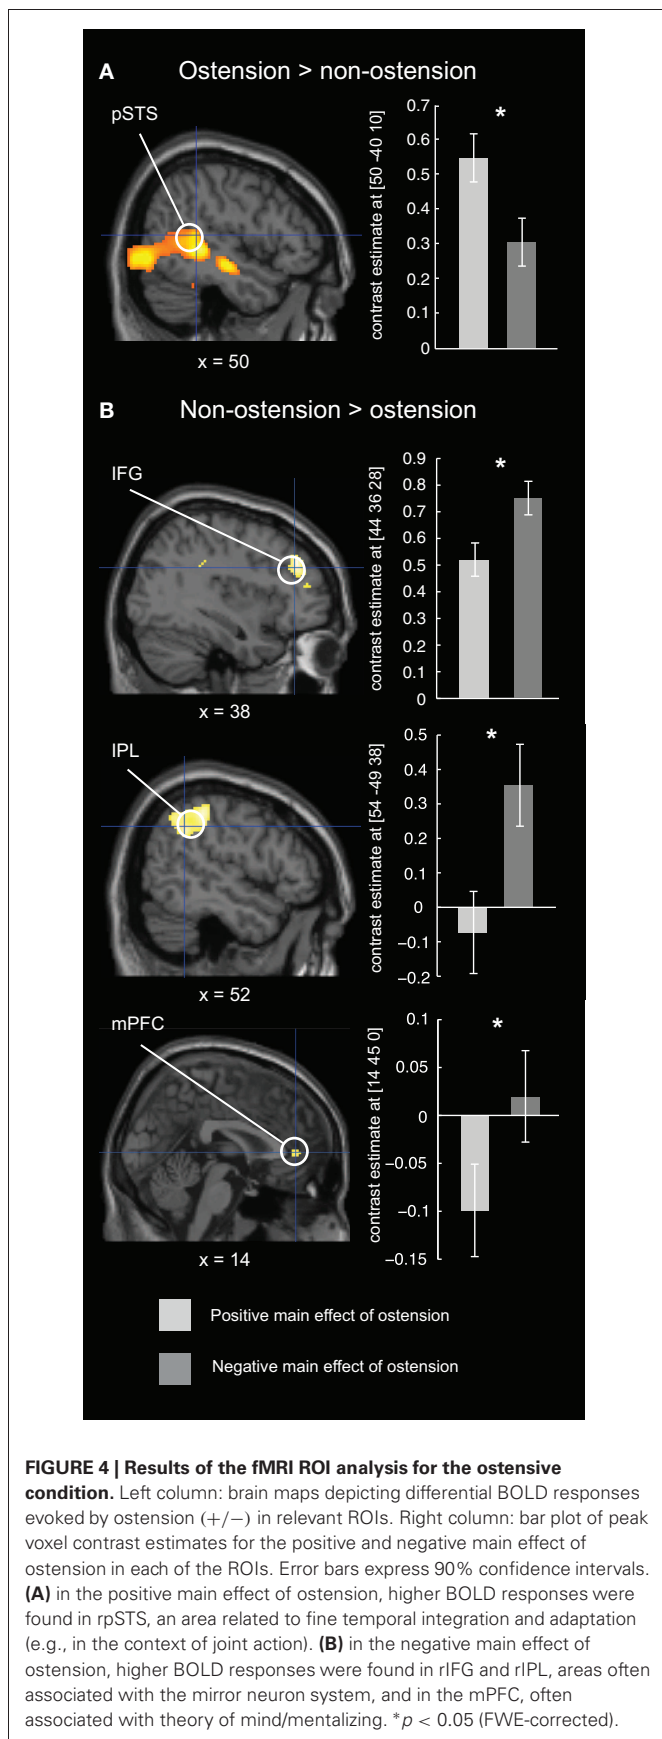 A Ostension > non-ostension
pSTS
contrast estimate at [50 -40 10]
0.7
0.6
0.5
0.4
0.3
0.2
0.1
0
*
x = 50
B Non-ostension > ostension
IFG
contrast estimate at [44 36 28]
0.9
0.8
0.7
0.6
0.5
0.4
0.3
0.2
0.1
0
*
x = 38
IPL
contrast estimate at [54 -49 38]
0.5
0.4
0.3
0.2
0.1
0
−0.1
−0.2
*
x = 52
mPFC
contrast estimate at [14 45 0]
0.1
0.05
0
−0.05
−0.1
−0.15
*
x = 14
Positive main effect of ostension
Negative main effect of ostension
FIGURE 4 | Results of the fMRI ROI analysis for the ostensive
condition. Left column: brain maps depicting differential BOLD responses
evoked by ostension (+/−) in relevant ROIs. Right column: bar plot of peak
voxel contrast estimates for the positive and negative main effect of
ostension in each of the ROIs. Error bars express 90% confidence intervals.
(A) in the positive main effect of ostension, higher BOLD responses were
found in rpSTS, an area related to fine temporal integration and adaptation
(e.g., in the context of joint action). (B) in the negative main effect of
ostension, higher BOLD responses were found in rIFG and rIPL, areas often
associated with the mirror neuron system, and in the mPFC, often
associated with theory of mind/mentalizing. *p < 0.05 (FWE-corrected).